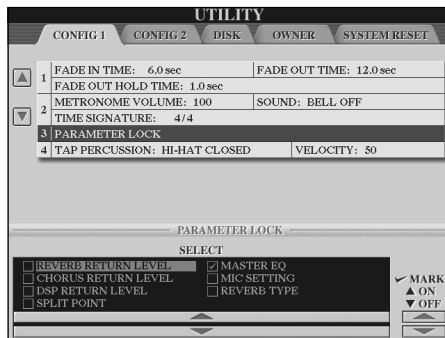 UTILITY
CONFIG 1 CONFIG 2 DISK OWNER SYSTEM RESET
1 FADE IN TIME: 6.0 sec FADE OUT TIME: 12.0 sec
FADE OUT HOLD TIME: 1.0 sec
2 METRONOME VOLUME: 100 SOUND: BELL OFF
TIME SIGNATURE: 4/4
3 PARAMETER LOCK
4 TAP PERCUSSION: HI-HAT CLOSED VELOCITY: 50
PARAMETER LOCK
SELECT
REVERB RETURN LEVEL MASTER EQ
CHORUS RETURN LEVEL MIC SETTING
DSP RETURN LEVEL REVERB TYPE
SPLIT POINT
MARK
▲ ON
▼ OFF